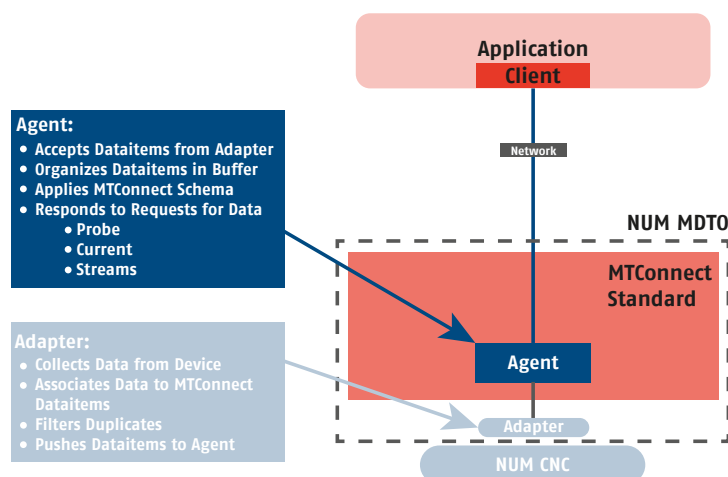 Application
Client
Agent:
• Accepts Dataitems from Adapter
• Organizes Dataitems in Buffer
• Applies MTConnect Schema
• Responds to Requests for Data
• Probe
• Current
• Streams
Network
NUM MDTO
MTConnect
Standard
Agent
Adapter:
• Collects Data from Device
• Associates Data to MTConnect
Dataitems
• Filters Duplicates
• Pushes Dataitems to Agent
Adapter
NUM CNC